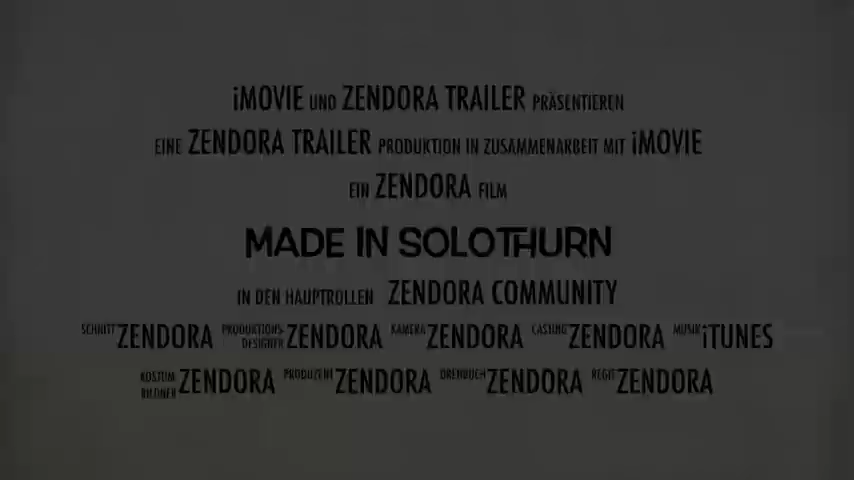 iMOVIE UND ZENDORA TRAILER PRÄSENTIEREN
EINE ZENDORA TRAILER PRODUKTION IN ZUSAMMENARBEIT MIT iMOVIE
EIN ZENDORA FILM
MADE IN SOLOTHURN
IN DEN HAUPTROLLEN ZENDORA COMMUNITY
SCHNITT ZENDORA PRODUKTIONS-DESIGNER ZENDORA KAMERA ZENDORA CASTING ZENDORA MUSIK iTUNES
KOSTÜM BILDNER ZENDORA PRODUZENT ZENDORA DREHBUCH ZENDORA REGIE ZENDORA